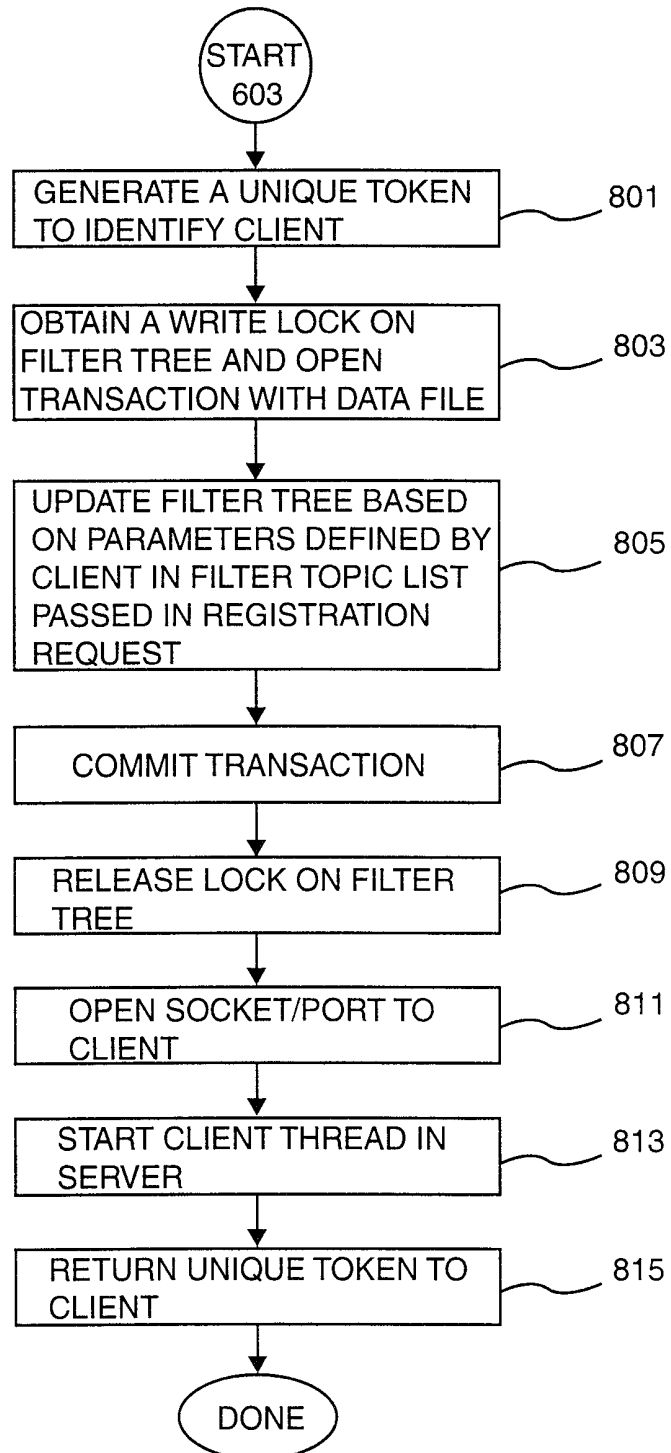 START
603
GENERATE A UNIQUE TOKEN
TO IDENTIFY CLIENT
801
OBTAIN A WRITE LOCK ON
FILTER TREE AND OPEN
TRANSACTION WITH DATA FILE
803
UPDATE FILTER TREE BASED
ON PARAMETERS DEFINED BY
CLIENT IN FILTER TOPIC LIST
PASSED IN REGISTRATION
REQUEST
805
COMMIT TRANSACTION
807
RELEASE LOCK ON FILTER
TREE
809
OPEN SOCKET/PORT TO
CLIENT
811
START CLIENT THREAD IN
SERVER
813
RETURN UNIQUE TOKEN TO
CLIENT
815
DONE